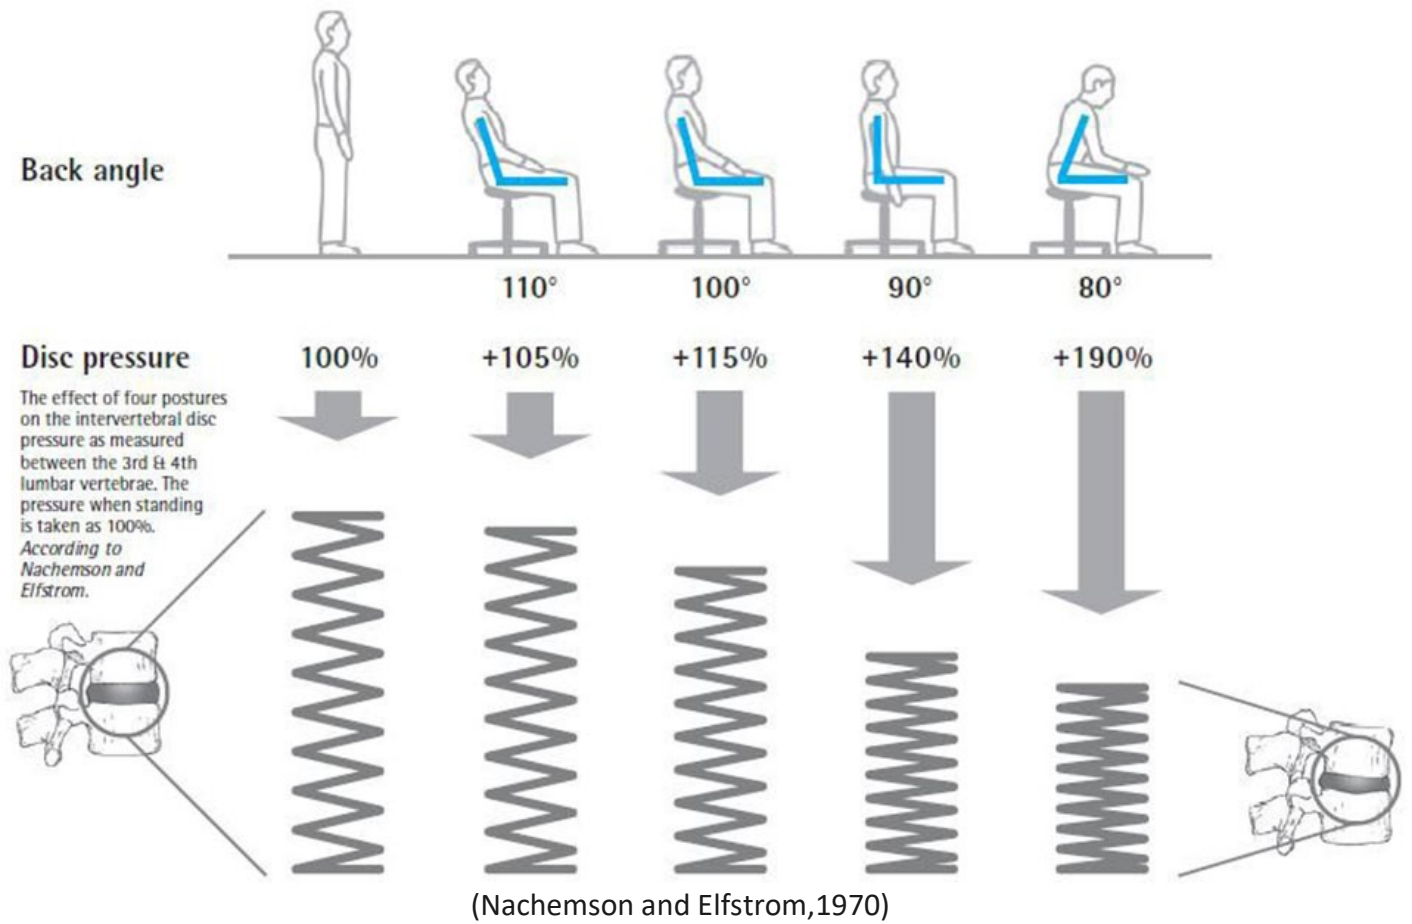 Back angle
110°
100°
90°
80°
Disc pressure
100%
+105%
+115%
+140%
+190%
The effect of four postures
on the intervertebral disc
pressure as measured
between the 3rd & 4th
lumbar vertebrae. The
pressure when standing
is taken as 100%.
According to
Nachemson and
Elfstrom.
(Nachemson and Elfstrom,1970)